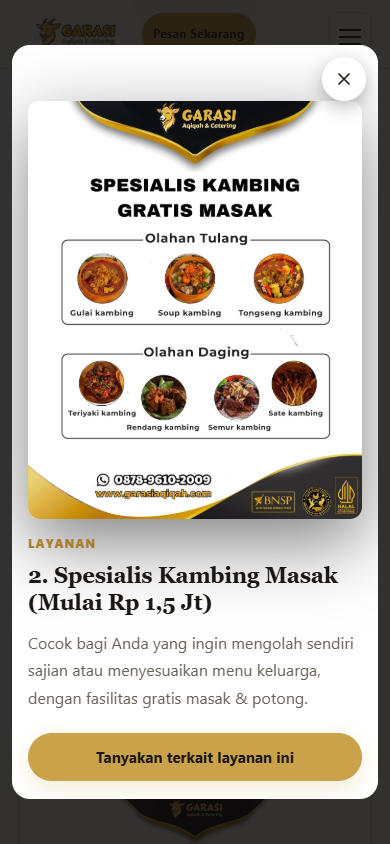 GARASI
Aqiqah & Catering
Pesan Sekarang
GARASI
Aqiqah & Catering
SPESIALIS KAMBING
GRATIS MASAK
Olahan Tulang
Gulai kambing
Soup kambing
Tongseng kambing
Olahan Daging
Teriyaki kambing
Rendang kambing
Semur kambing
Sate kambing
0878-9610-2009
www.garasiaqiqah.com
BNSP
HALAL
LAYANAN
2. Spesialis Kambing Masak
(Mulai Rp 1,5 Jt)
Cocok bagi Anda yang ingin mengolah sendiri
sajian atau menyesuaikan menu keluarga,
dengan fasilitas gratis masak & potong.
Tanyakan terkait layanan ini
GARASI